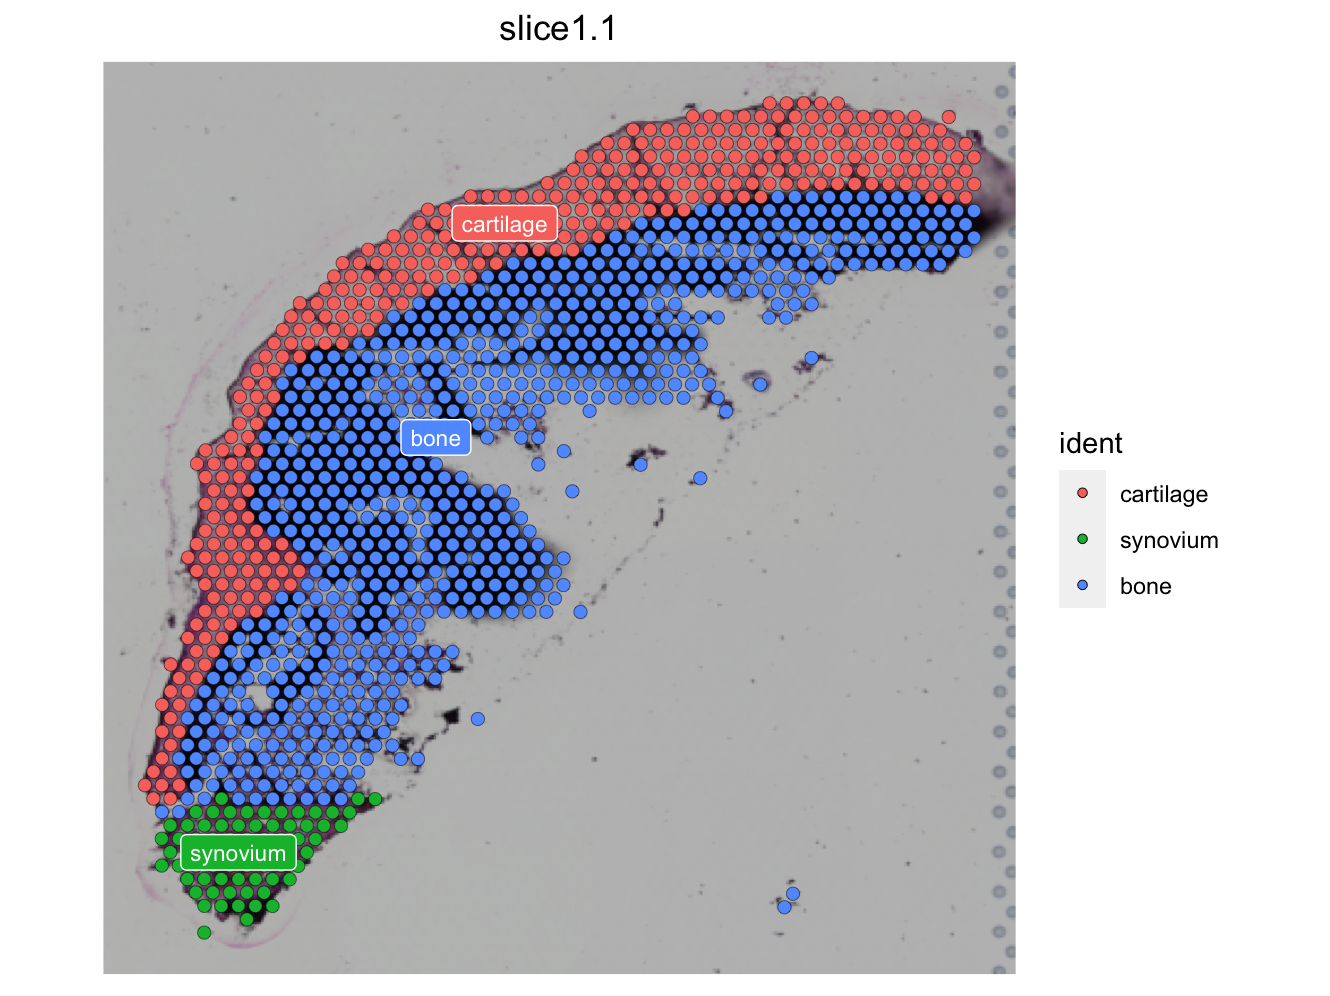 slice1.1
cartilage
bone
synovium
ident
cartilage
synovium
bone